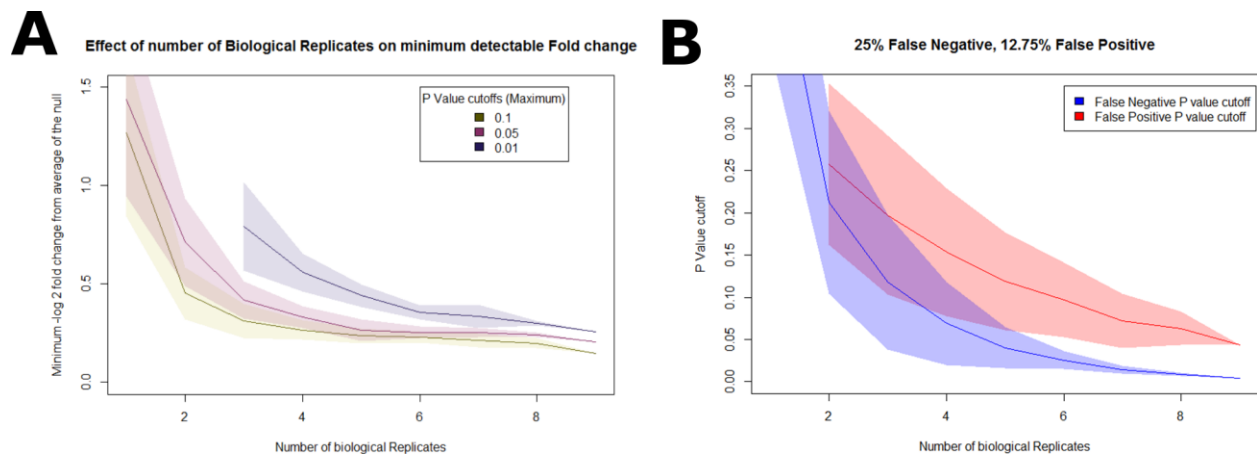 A
Effect of number of Biological Replicates on minimum detectable Fold change
Minimum -log 2 fold change from average of the null
1.5
1.0
0.5
0.0
P Value cutoffs (Maximum)
0.1
0.05
0.01
2
4
6
8
Number of biological Replicates
B
25% False Negative, 12.75% False Positive
P Value cutoff
0.35
0.30
0.25
0.20
0.15
0.10
0.05
0.00
False Negative P value cutoff
False Positive P value cutoff
2
4
6
8
Number of biological Replicates